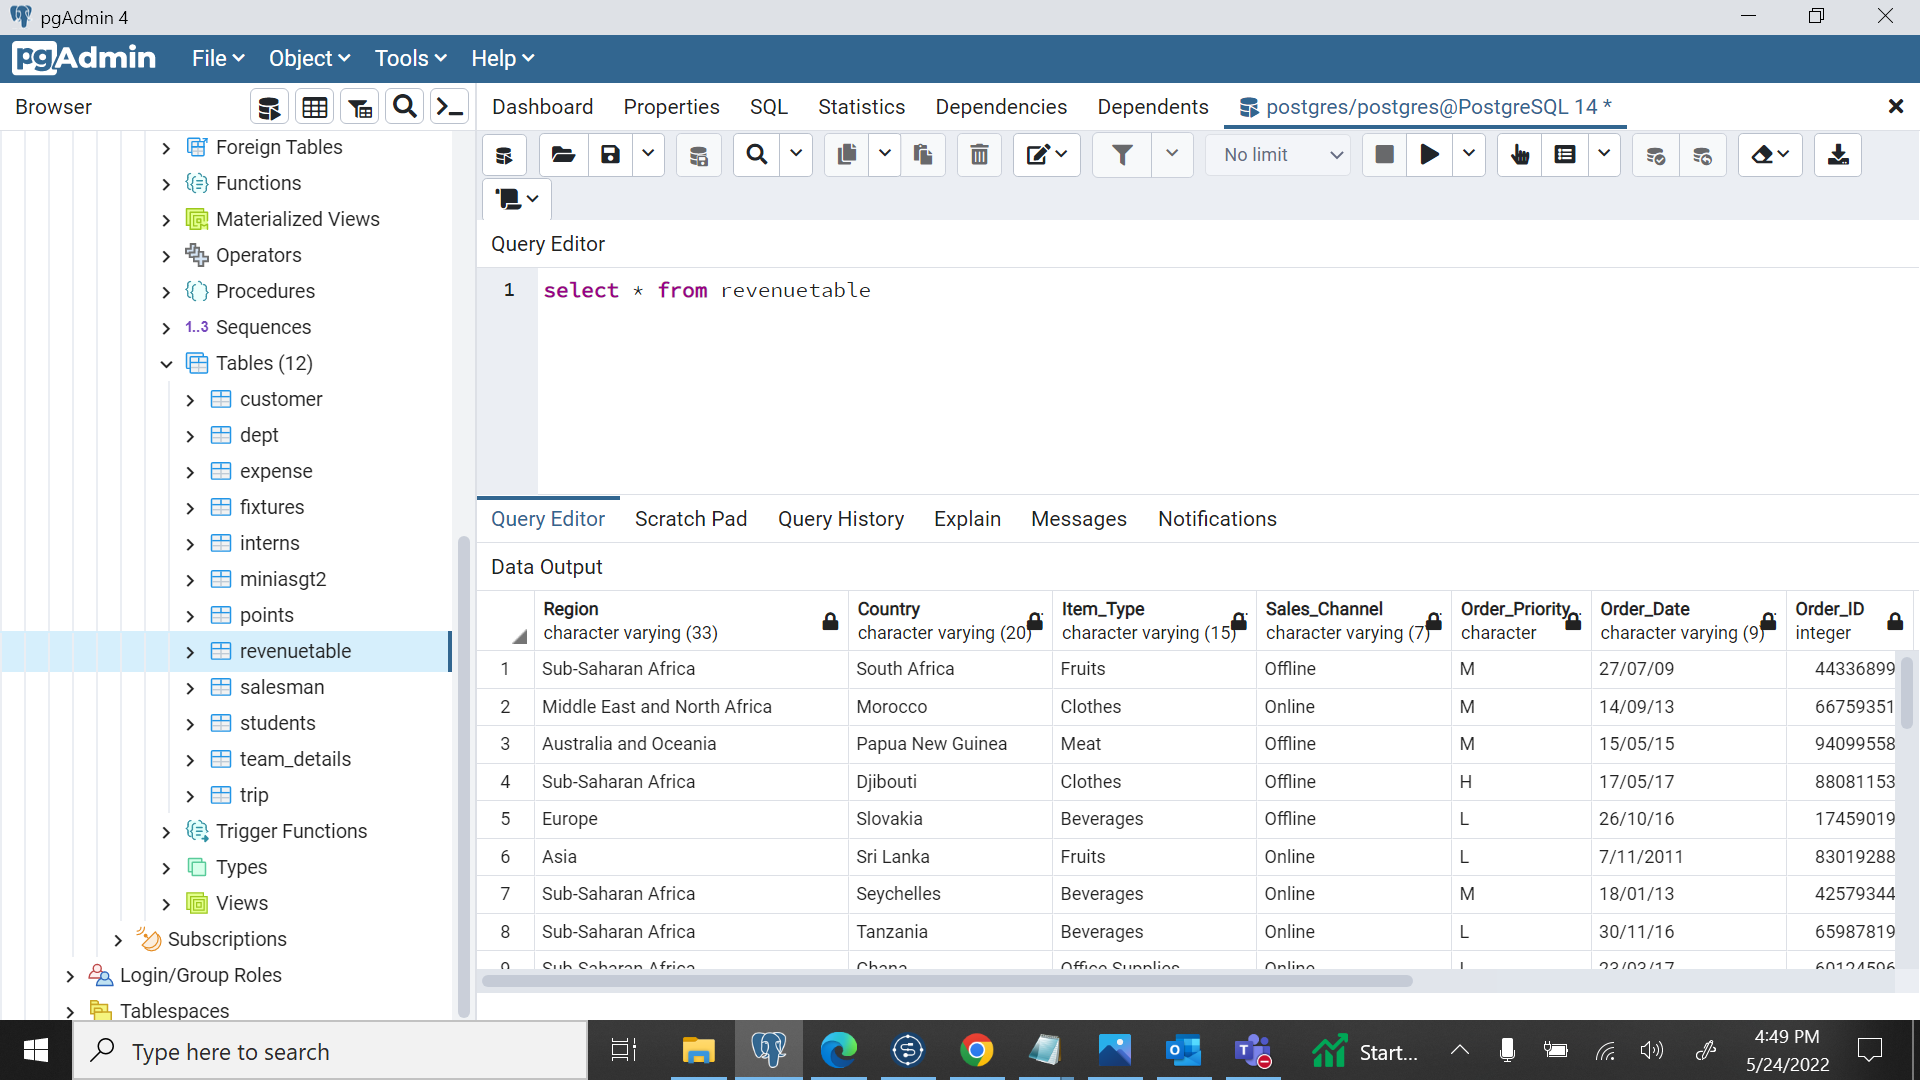 pgAdmin 4
pgAdmin File Object Tools Help
Browser Dashboard Properties SQL Statistics Dependencies Dependents postgres/postgres@PostgreSQL 14 *
No limit
Foreign Tables
Functions
Materialized Views
Operators
Procedures
1..3 Sequences
Tables (12)
customer
dept
expense
fixtures
interns
miniasgt2
points
revenuetable
salesman
students
team_details
trip
Trigger Functions
Types
Views
Subscriptions
Login/Group Roles
Tablespaces
Query Editor
1 select * from revenuetable
Query Editor Scratch Pad Query History Explain Messages Notifications
Data Output
Region Country Item_Type Sales_Channel Order_Priority Order_Date Order_ID
character varying (33) character varying (20) character varying (15) character varying (7) character character varying (9) integer
1 Sub-Saharan Africa South Africa Fruits Offline M 27/07/09 44336899
2 Middle East and North Africa Morocco Clothes Online M 14/09/13 66759351
3 Australia and Oceania Papua New Guinea Meat Offline M 15/05/15 94099558
4 Sub-Saharan Africa Djibouti Clothes Offline H 17/05/17 88081153
5 Europe Slovakia Beverages Offline L 26/10/16 17459019
6 Asia Sri Lanka Fruits Online L 7/11/2011 83019288
7 Sub-Saharan Africa Seychelles Beverages Online M 18/01/13 42579344
8 Sub-Saharan Africa Tanzania Beverages Online L 30/11/16 65987819
9 Sub-Saharan Africa Ghana Office Supplies Online L 23/03/17 60124596
Type here to search
Start...
4:49 PM
5/24/2022